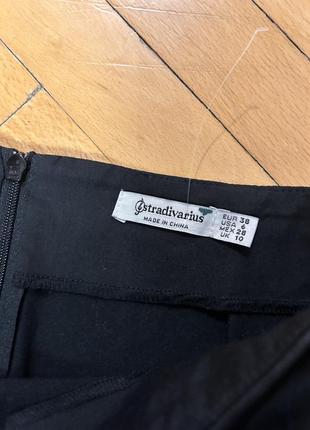 stradivarius
MADE IN CHINA
EUR 38
USA 6
MEX 28
UK 10